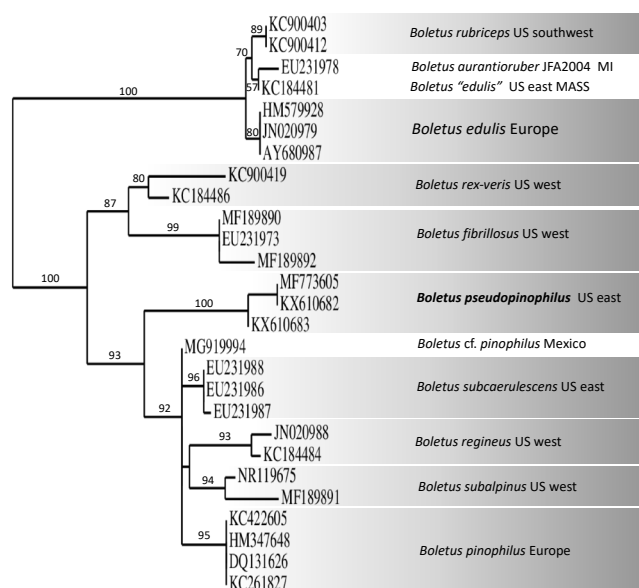 KC900403
89
KC900412
Boletus rubriceps US southwest
70
EU231978
Boletus aurantioruber JFA2004 MI
57
KC184481
Boletus "edulis" US east MASS
100
HM579928
80
JN020979
Boletus edulis Europe
AY680987
80
KC900419
KC184486
Boletus rex-veris US west
87
MF189890
99
EU231973
Boletus fibrillosus US west
MF189892
100
MF773605
100
KX610682
Boletus pseudopinophilus US east
KX610683
93
MG919994
Boletus cf. pinophilus Mexico
EU231988
96
EU231986
Boletus subcaerulescens US east
EU231987
92
JN020988
93
KC184484
Boletus regineus US west
NR119675
94
MF189891
Boletus subalpinus US west
KC422605
95
HM347648
DQ131626
Boletus pinophilus Europe
KC261827